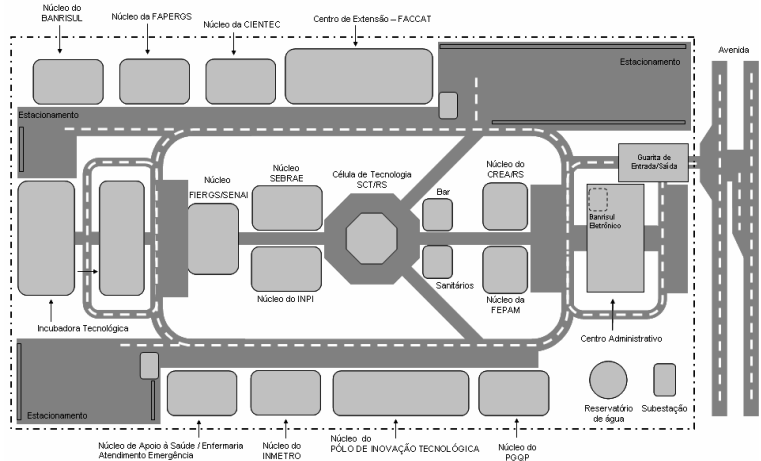 Núcleo do
BANRISUL
Núcleo da FAPERGS
Núcleo da CIENTEC
Centro de Extensão – FACCAT
Avenida
Estacionamento
Estacionamento
Guarita de
Entrada/Saída
Núcleo
FIERGS/SENAI
Núcleo
SEBRAE
Célula de Tecnologia
SCT/RS
Bar
Núcleo do
CREA/RS
Banrisul
Eletrônico
Sanitários
Núcleo do INPI
Núcleo da
FEPAM
Incubadora Tecnológica
Centro Administrativo
Estacionamento
Reservatório
de água
Subestação
Núcleo de Apoio à Saúde / Enfermaria
Atendimento Emergência
Núcleo do
INMETRO
Núcleo do
PÓLO DE INOVAÇÃO TECNOLÓGICA
Núcleo do
PGQP